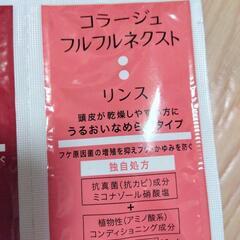 コラージュ
フルフルネクスト
リンス
頭皮が乾燥しやすい方に
うるおいなめらかタイプ
フケ原因菌の増殖を抑えフケ・かゆみを防ぐ
独自処方
抗真菌(抗カビ)成分
ミコナゾール硝酸塩
+
植物性(アミノ酸系)
コンディショニング成分